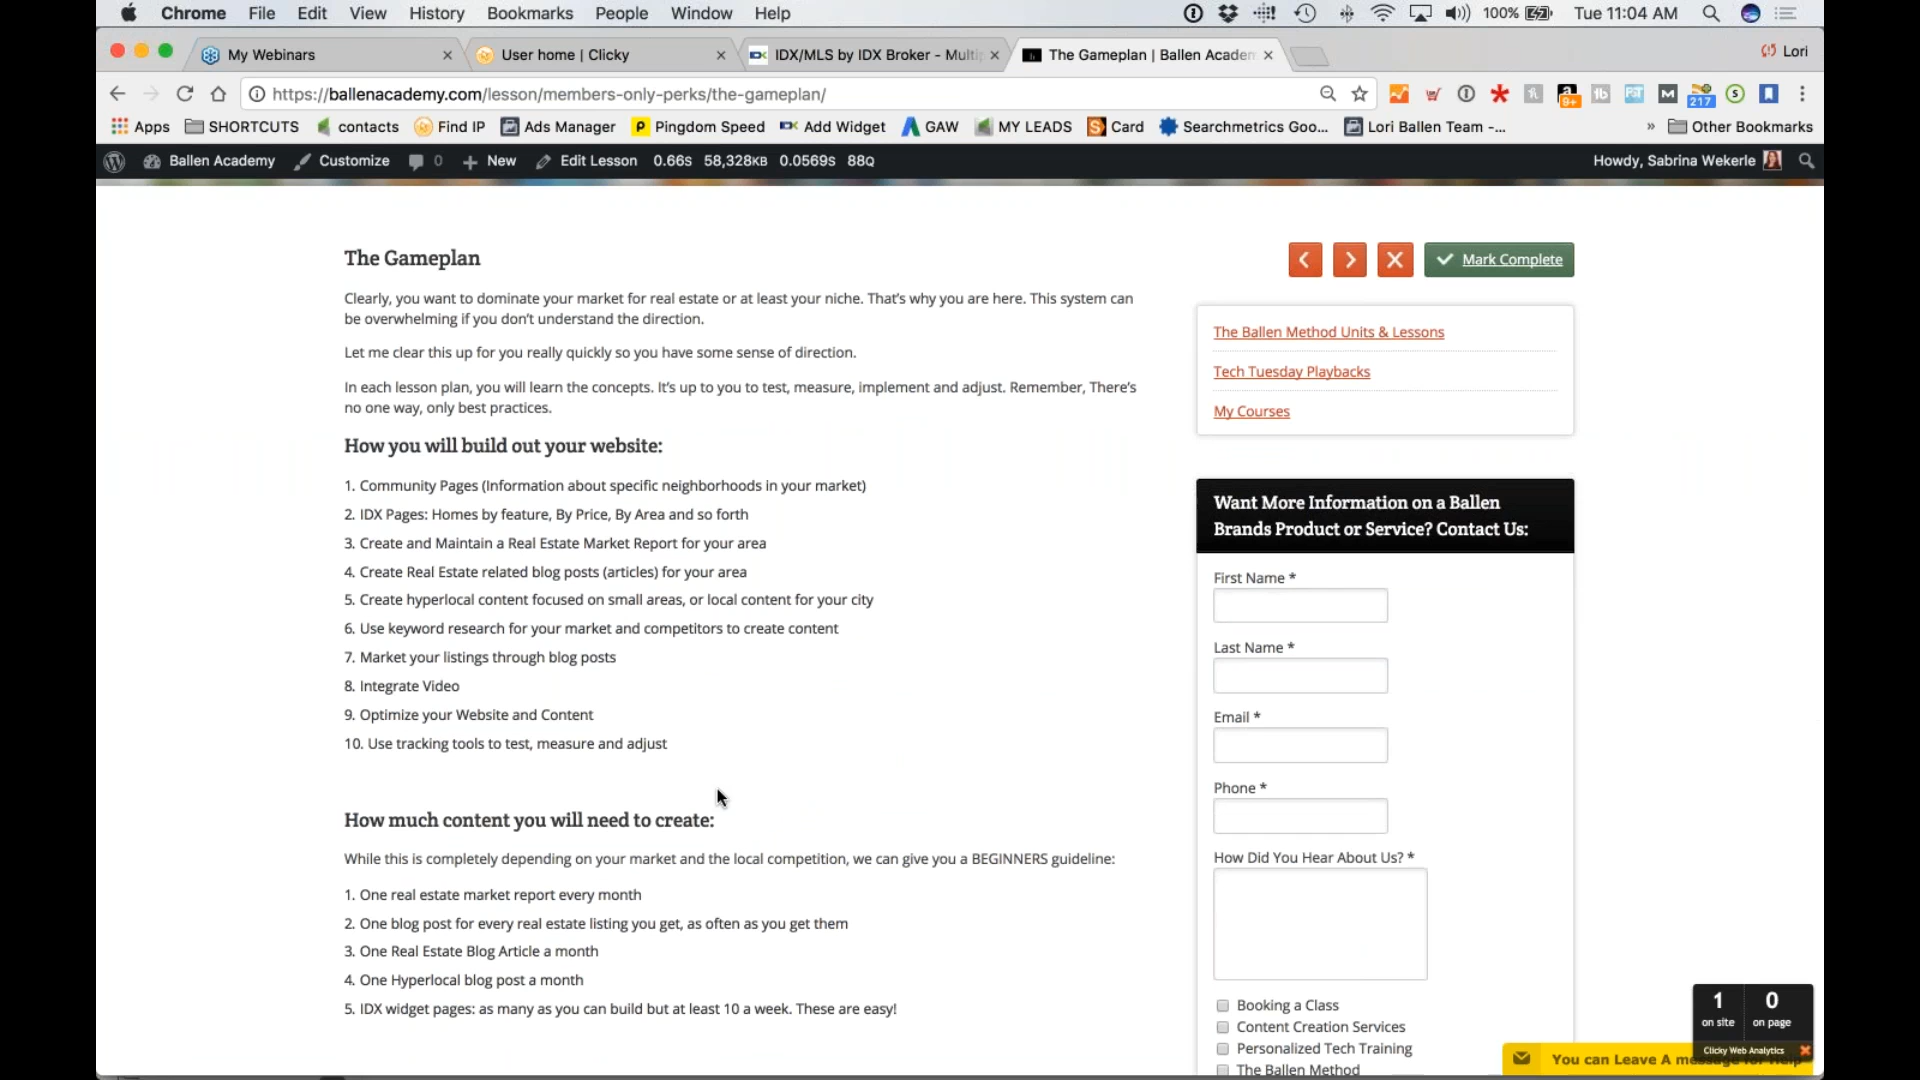 Chrome File Edit View History Bookmarks People Window Help 100% Tue 11:04 AM
My Webinars
User home | Clicky
IDX/MLS by IDX Broker - Multip
The Gameplan | Ballen Academ
Lori
https://ballenacademy.com/lesson/members-only-perks/the-gameplan/
217
Apps SHORTCUTS contacts Find IP Ads Manager Pingdom Speed Add Widget GAW MY LEADS Card Searchmetrics Goo... Lori Ballen Team -... » Other Bookmarks
Ballen Academy Customize 0 New Edit Lesson 0.66s 58,328KB 0.0569s 88Q Howdy, Sabrina Wekerle
The Gameplan
Mark Complete
Clearly, you want to dominate your market for real estate or at least your niche. That's why you are here. This system can
be overwhelming if you don't understand the direction.
Let me clear this up for you really quickly so you have some sense of direction.
In each lesson plan, you will learn the concepts. It's up to you to test, measure, implement and adjust. Remember, There's
no one way, only best practices.
How you will build out your website:
1. Community Pages (Information about specific neighborhoods in your market)
2. IDX Pages: Homes by feature, By Price, By Area and so forth
3. Create and Maintain a Real Estate Market Report for your area
4. Create Real Estate related blog posts (articles) for your area
5. Create hyperlocal content focused on small areas, or local content for your city
6. Use keyword research for your market and competitors to create content
7. Market your listings through blog posts
8. Integrate Video
9. Optimize your Website and Content
10. Use tracking tools to test, measure and adjust
How much content you will need to create:
While this is completely depending on your market and the local competition, we can give you a BEGINNERS guideline:
1. One real estate market report every month
2. One blog post for every real estate listing you get, as often as you get them
3. One Real Estate Blog Article a month
4. One Hyperlocal blog post a month
5. IDX widget pages: as many as you can build but at least 10 a week. These are easy!
The Ballen Method Units & Lessons
Tech Tuesday Playbacks
My Courses
Want More Information on a Ballen
Brands Product or Service? Contact Us:
First Name *
Last Name *
Email *
Phone *
How Did You Hear About Us? *
Booking a Class
Content Creation Services
Personalized Tech Training
The Ballen Method
1 0
on site on page
Clicky Web Analytics
You can Leave A message for Help